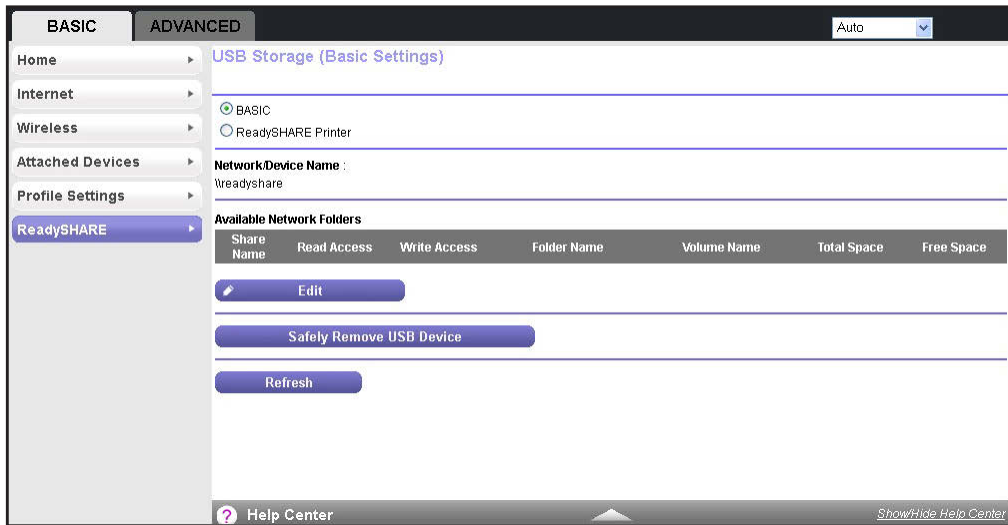 BASIC
ADVANCED
Auto
Home
Internet
Wireless
Attached Devices
Profile Settings
ReadySHARE
USB Storage (Basic Settings)
BASIC
ReadySHARE Printer
Network/Device Name :
\\readyshare
Available Network Folders
Share Name Read Access Write Access Folder Name Volume Name Total Space Free Space
Edit
Safely Remove USB Device
Refresh
? Help Center
Show/Hide Help Center